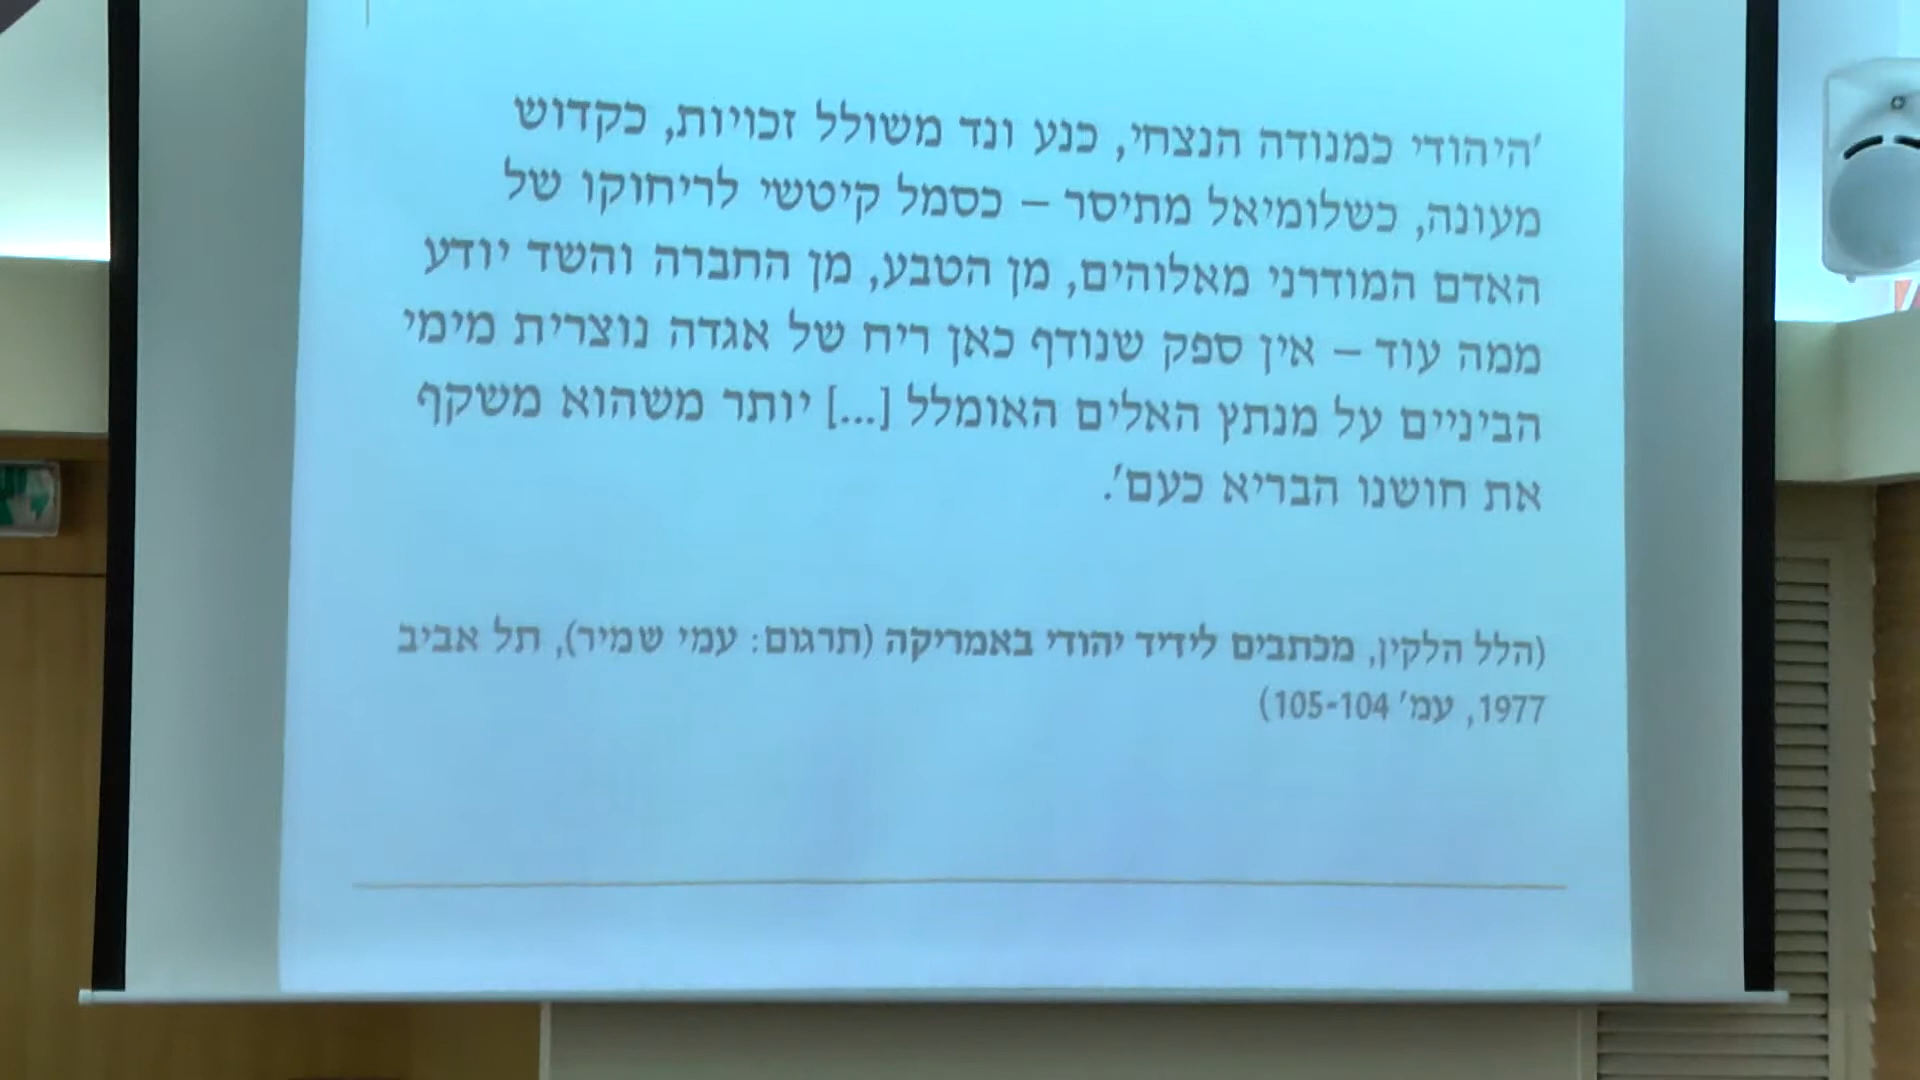 'היהודי כמנודה הנצחי, כנע ונד משולל זכויות, כקדוש
מעונה, כשלומיאל מתיסר – כסמל קיטשי לריחוקו של
האדם המודרני מאלוהים, מן הטבע, מן החברה והשד יודע
ממה עוד – אין ספק שנודף כאן ריח של אגדה נוצרית מימי
הביניים על מנתץ האלים האומלל [...] יותר משהוא משקף
את חושנו הבריא כעם'.
(הלל הלקין, מכתבים לידיד יהודי באמריקה (תרגום: עמי שמיר), תל אביב
1977, עמ' 105-104)